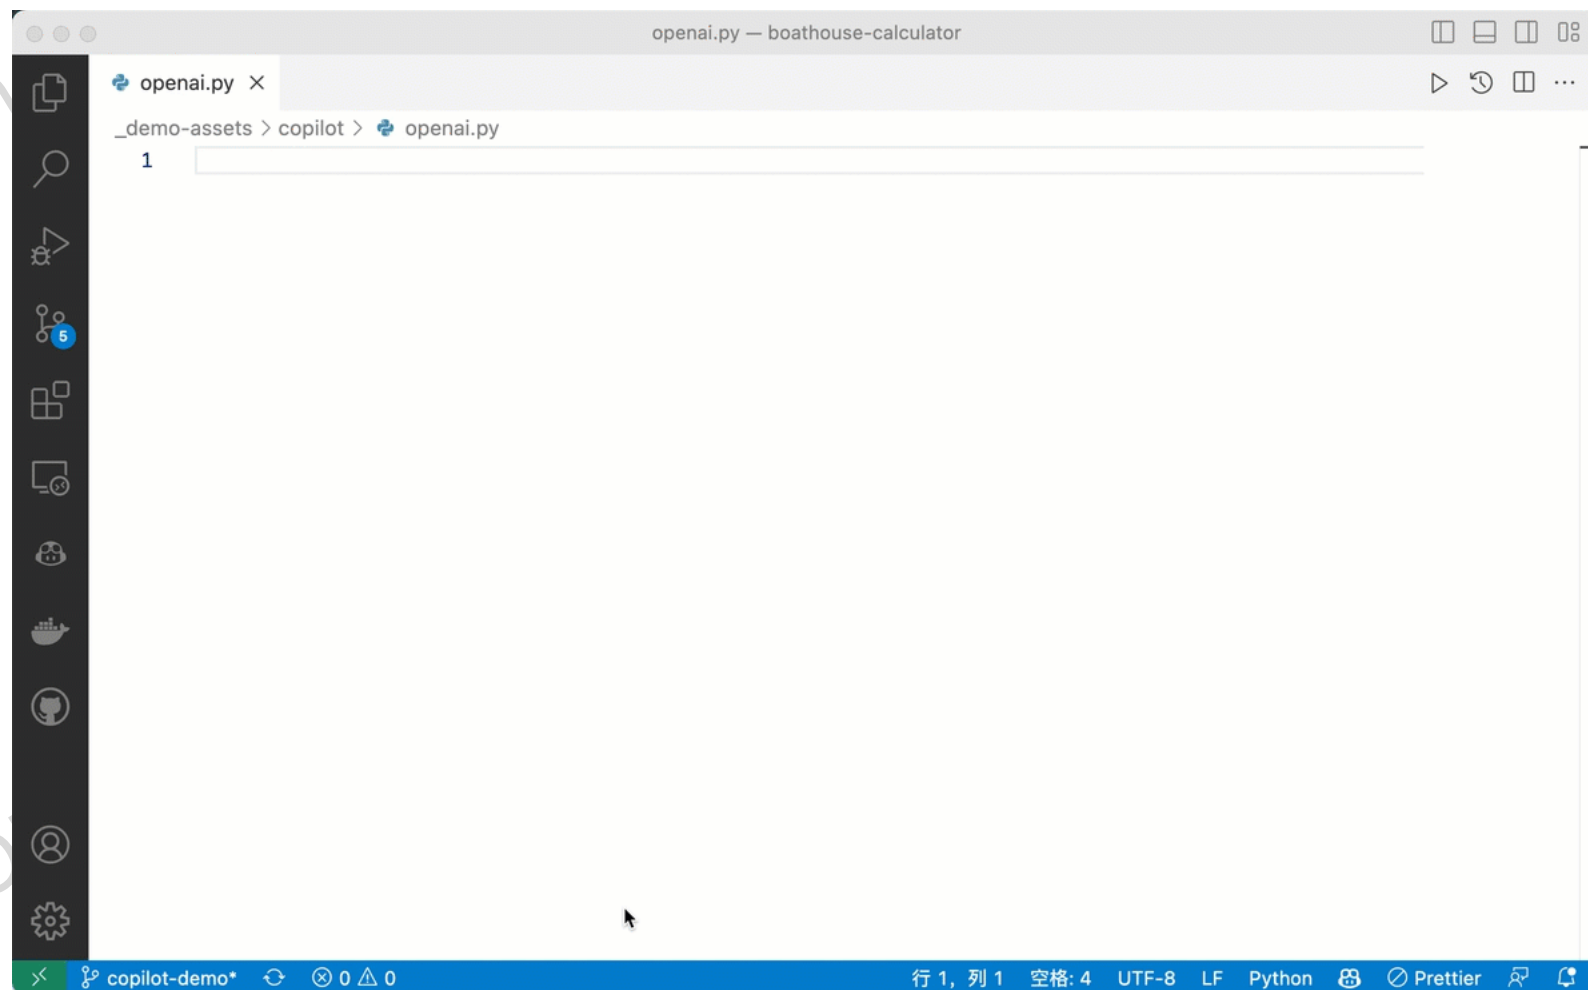 openai.py — boathouse-calculator
openai.py
_demo-assets > copilot > openai.py
1
5
copilot-demo* 0 0 行 1, 列 1 空格: 4 UTF-8 LF Python Prettier